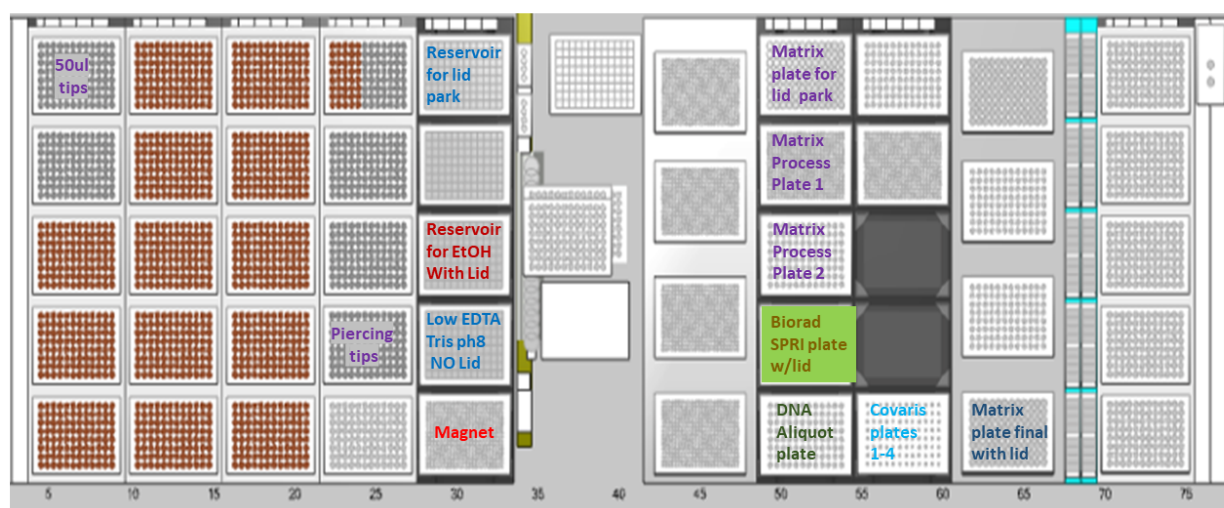 50ul
tips
Reservoir
for lid
park
Matrix
plate for
lid park
Matrix
Process
Plate 1
Reservoir
for EtOH
With Lid
Matrix
Process
Plate 2
Piercing
tips
Low EDTA
Tris ph8
NO Lid
Biorad
SPRI plate
w/lid
Magnet
DNA
Aliquot
plate
Covaris
plates
1-4
Matrix
plate final
with lid
5 10 15 20 25 30 35 40 45 50 55 60 65 70 75